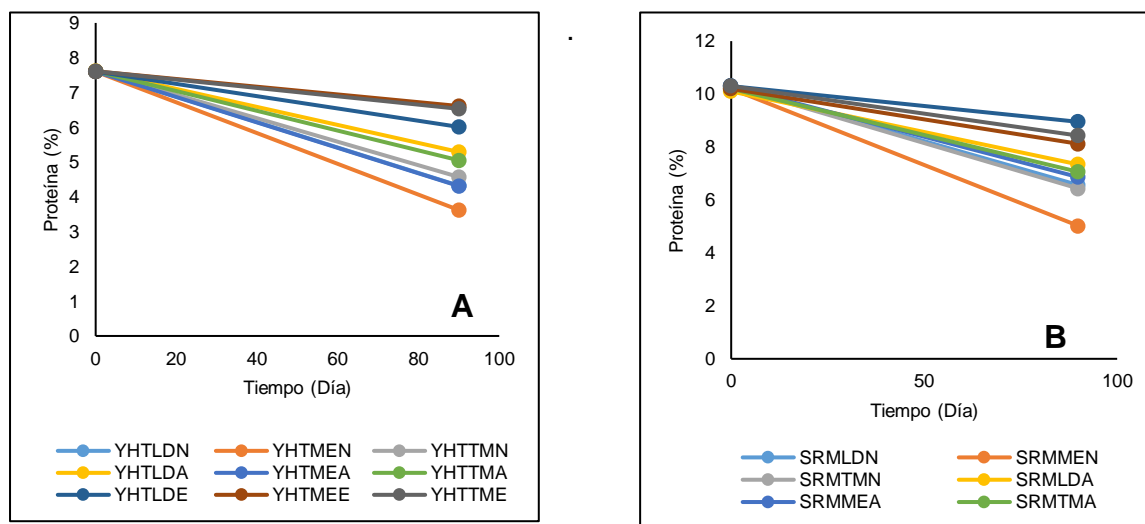 9
8
7
6
5
4
3
2
1
0
Proteína (%)
A
0 20 40 60 80 100
Tiempo (Día)
YHTLDN YHTMEN YHTTMN
YHTLDA YHTMEA YHTTMA
YHTLDE YHTMEE YHTTME
.
12
10
8
6
4
2
0
Proteína (%)
B
0 50 100
Tiempo (Día)
SRMLDN SRMMEN
SRMTMN SRMLDA
SRMMEA SRMTMA